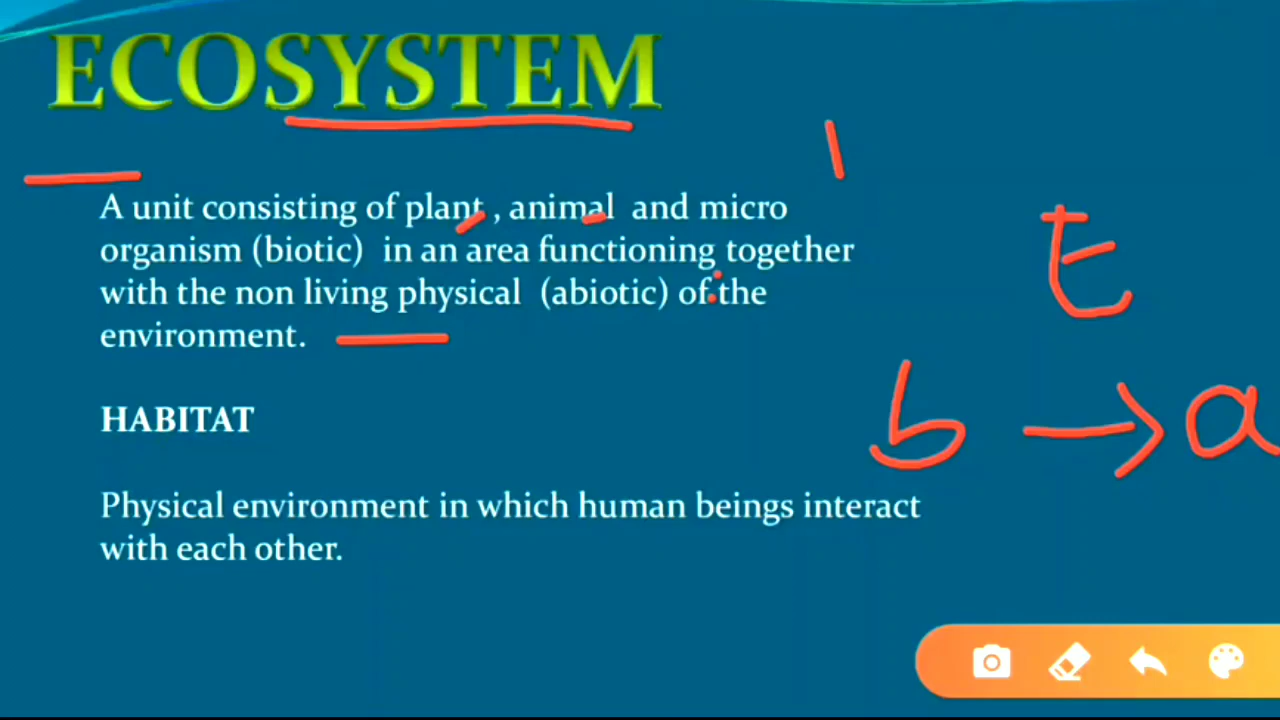 ECOSYSTEM
A unit consisting of plant , animal and micro
organism (biotic) in an area functioning together
with the non living physical (abiotic) of the
environment.
t
b → a
HABITAT
Physical environment in which human beings interact
with each other.